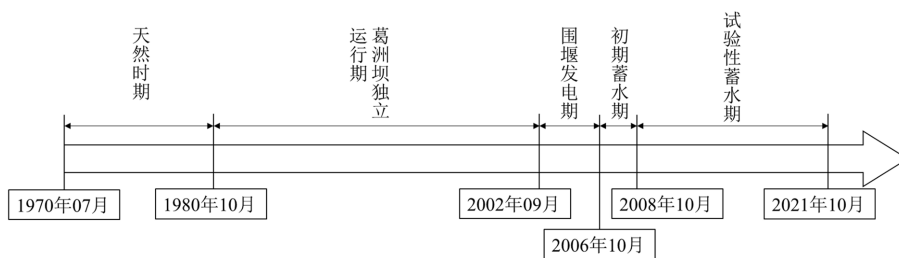 天然时期
葛洲坝独立
运行期
围堰发电期
初期蓄水期
试验性蓄水期
1970年07月
1980年10月
2002年09月
2006年10月
2008年10月
2021年10月